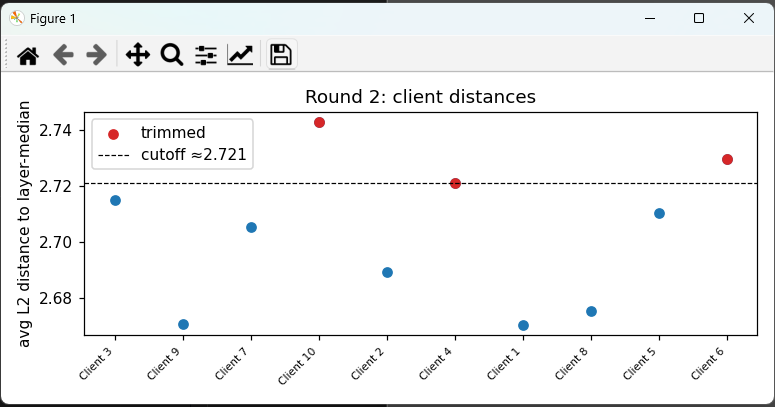 Figure 1
Round 2: client distances
trimmed
cutoff ≈2.721
avg L2 distance to layer-median
2.74
2.72
2.70
2.68
Client 3
Client 9
Client 7
Client 10
Client 2
Client 4
Client 1
Client 8
Client 5
Client 6